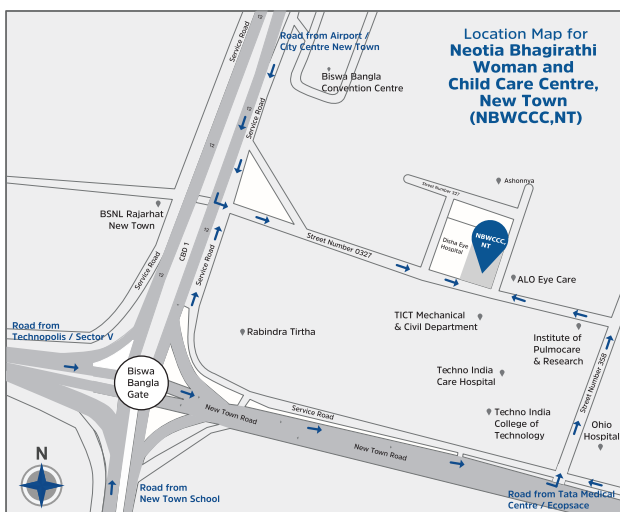 Location Map for
Neotia Bhagirathi
Woman and
Child Care Centre,
New Town
(NBWCCC,NT)
Road from Airport /
City Centre New Town
Service Road
Biswa Bangla
Convention Centre
Service Road
Ashonnya
Street Number 327
BSNL Rajarhat
New Town
Street Number 0327
Disha Eye
Hospital
NBWCCC,
NT
CBD 1
Service Road
Service Road
ALO Eye Care
TICT Mechanical
& Civil Department
Road from
Technopolis / Sector V
Rabindra Tirtha
Institute of
Pulmocare
& Research
Street Number 358
Biswa
Bangla
Gate
Techno India
Care Hospital
New Town Road
Service Road
Techno India
College of
Technology
Ohio
Hospital
New Town Road
N
Road from
New Town School
Road from Tata Medical
Centre / Ecopsace